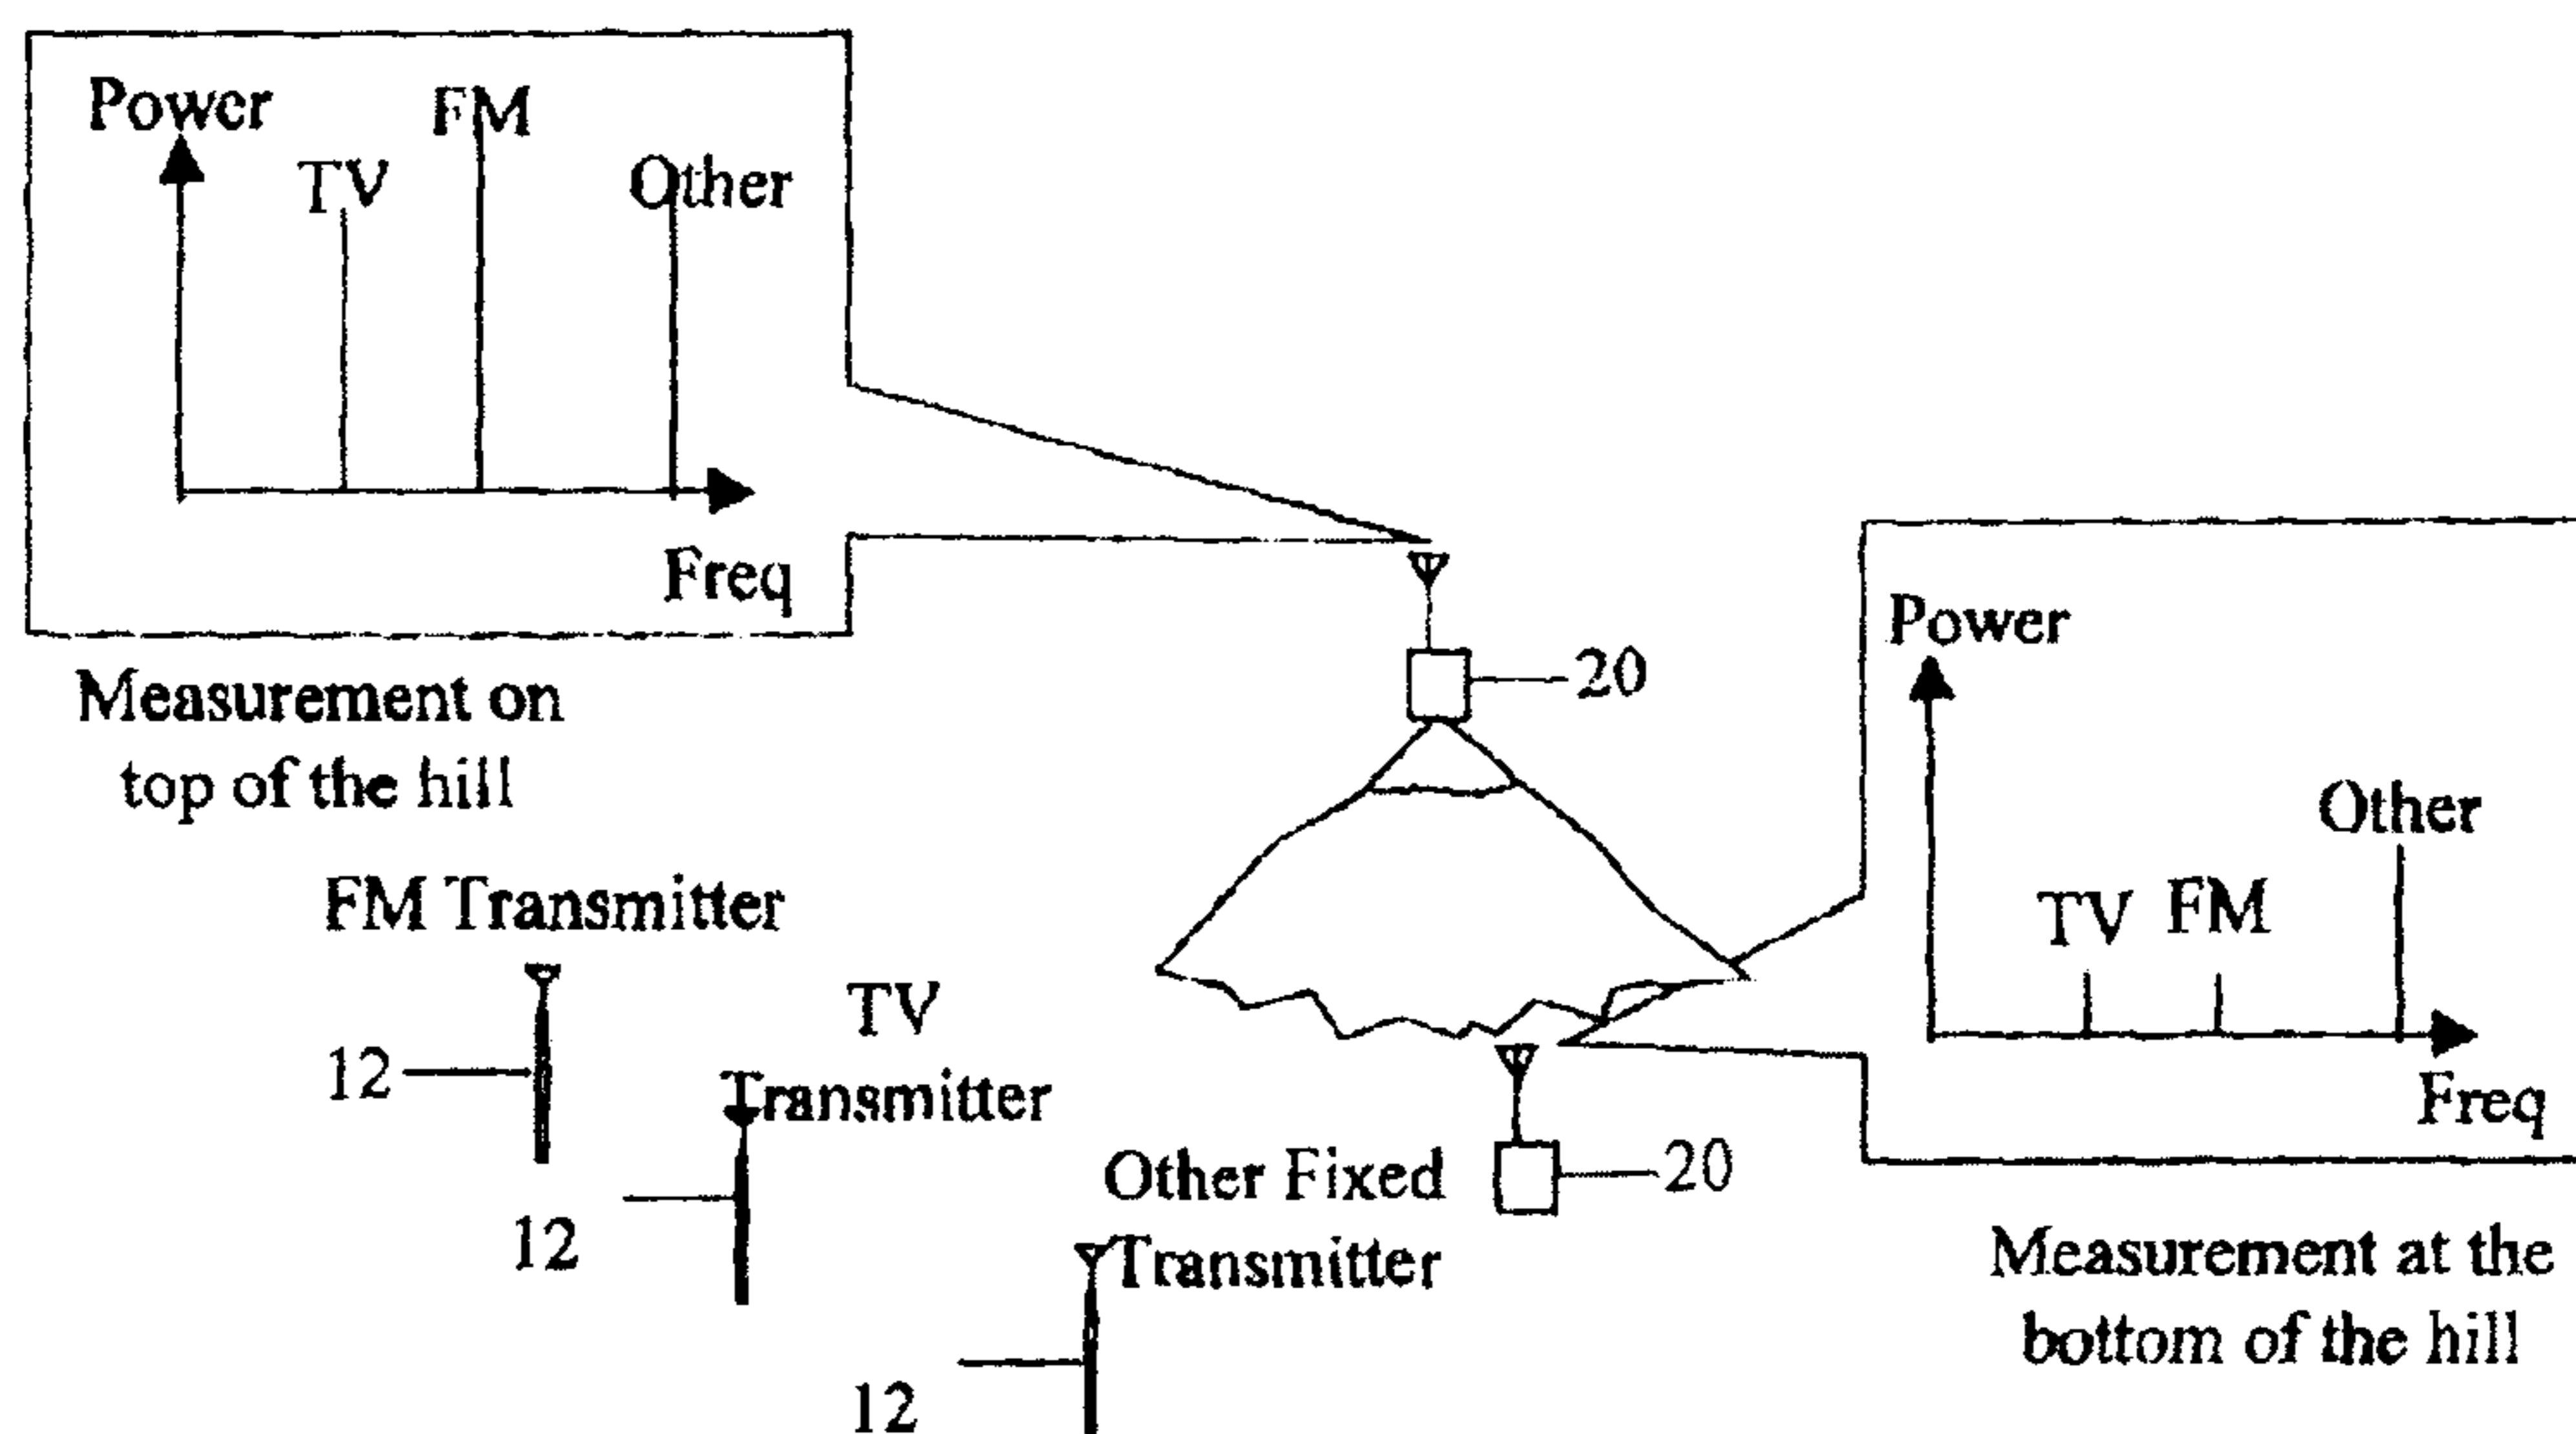 Power
FM
TV
Other
Freq
Measurement on
top of the hill
20
Power
Other
TV FM
Freq
Measurement at the
bottom of the hill
FM Transmitter
12
TV
Transmitter
12
Other Fixed
Transmitter
12
20